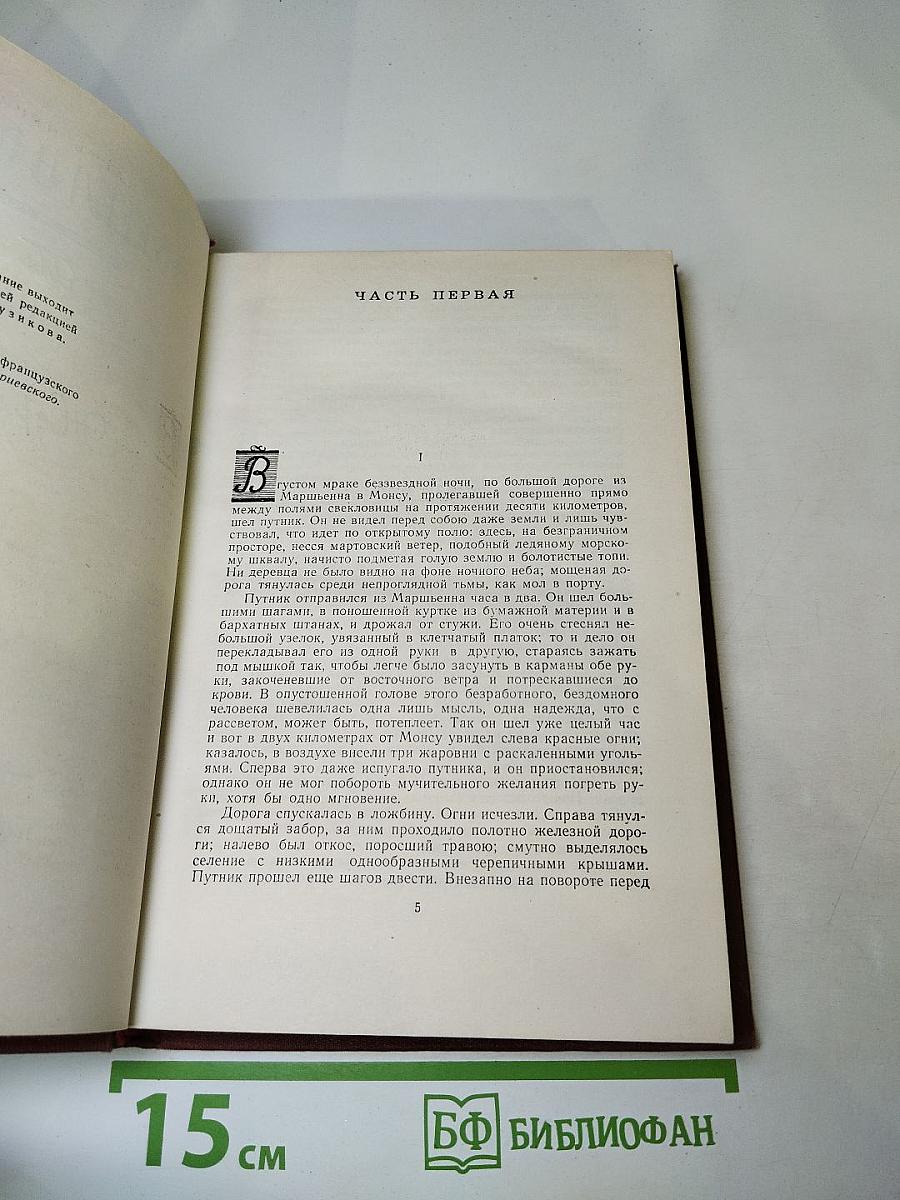 ние выходит
ей редакцией
узикова.
французского
риевского.
ЧАСТЬ ПЕРВАЯ
I
В густом мраке беззвездной ночи, по большой дороге из
Маршьенна в Монсу, пролегавшей совершенно прямо
между полями свекловицы на протяжении десяти километров,
шел путник. Он не видел перед собою даже земли и лишь чув-
ствовал, что идет по открытому полю: здесь, на безграничном
просторе, несся мартовский ветер, подобный ледяному морско-
му шквалу, начисто подметая голую землю и болотистые топи.
Ни деревца не было видно на фоне ночного неба; мощеная до-
рога тянулась среди непроглядной тьмы, как мол в порту.
Путник отправился из Маршьенна часа в два. Он шел боль-
шими шагами, в поношенной куртке из бумажной материи и в
бархатных штанах, и дрожал от стужи. Его очень стеснял не-
большой узелок, увязанный в клетчатый платок; то и дело он
перекладывал его из одной руки в другую, стараясь зажать
под мышкой так, чтобы легче было засунуть в карманы обе ру-
ки, закоченевшие от восточного ветра и потрескавшиеся до
крови. В опустошенной голове этого безработного, бездомного
человека шевелилась одна лишь мысль, одна надежда, что с
рассветом, может быть, потеплеет. Так он шел уже целый час
и вот в двух километрах от Монсу увидел слева красные огни;
казалось, в воздухе висели три жаровни с раскаленными уголь-
ями. Сперва это даже испугало путника, и он приостановился;
однако он не мог побороть мучительного желания погреть ру-
ки, хотя бы одно мгновение.
Дорога спускалась в ложбину. Огни исчезли. Справа тянул-
ся дощатый забор, за ним проходило полотно железной доро-
ги; налево был откос, поросший травою; смутно выделялось
селение с низкими однообразными черепичными крышами.
Путник прошел еще шагов двести. Внезапно на повороте перед
5
15 см
БФ БИБЛИОФАН